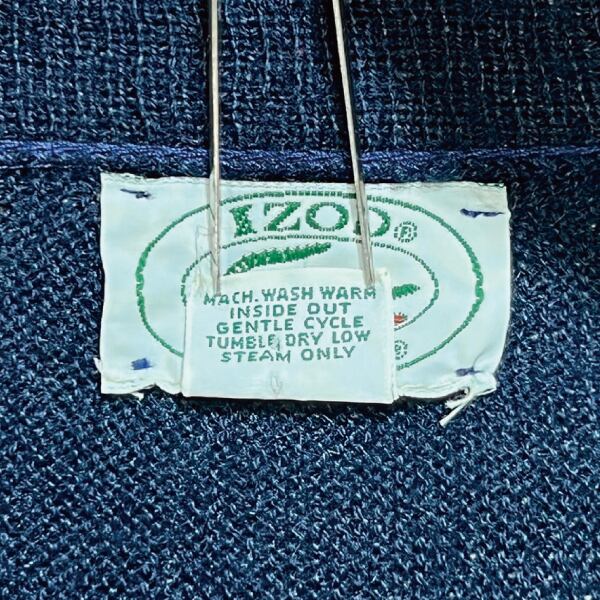 IZOD®
MACH. WASH WARM
INSIDE OUT
GENTLE CYCLE
TUMBLE DRY LOW
STEAM ONLY
®